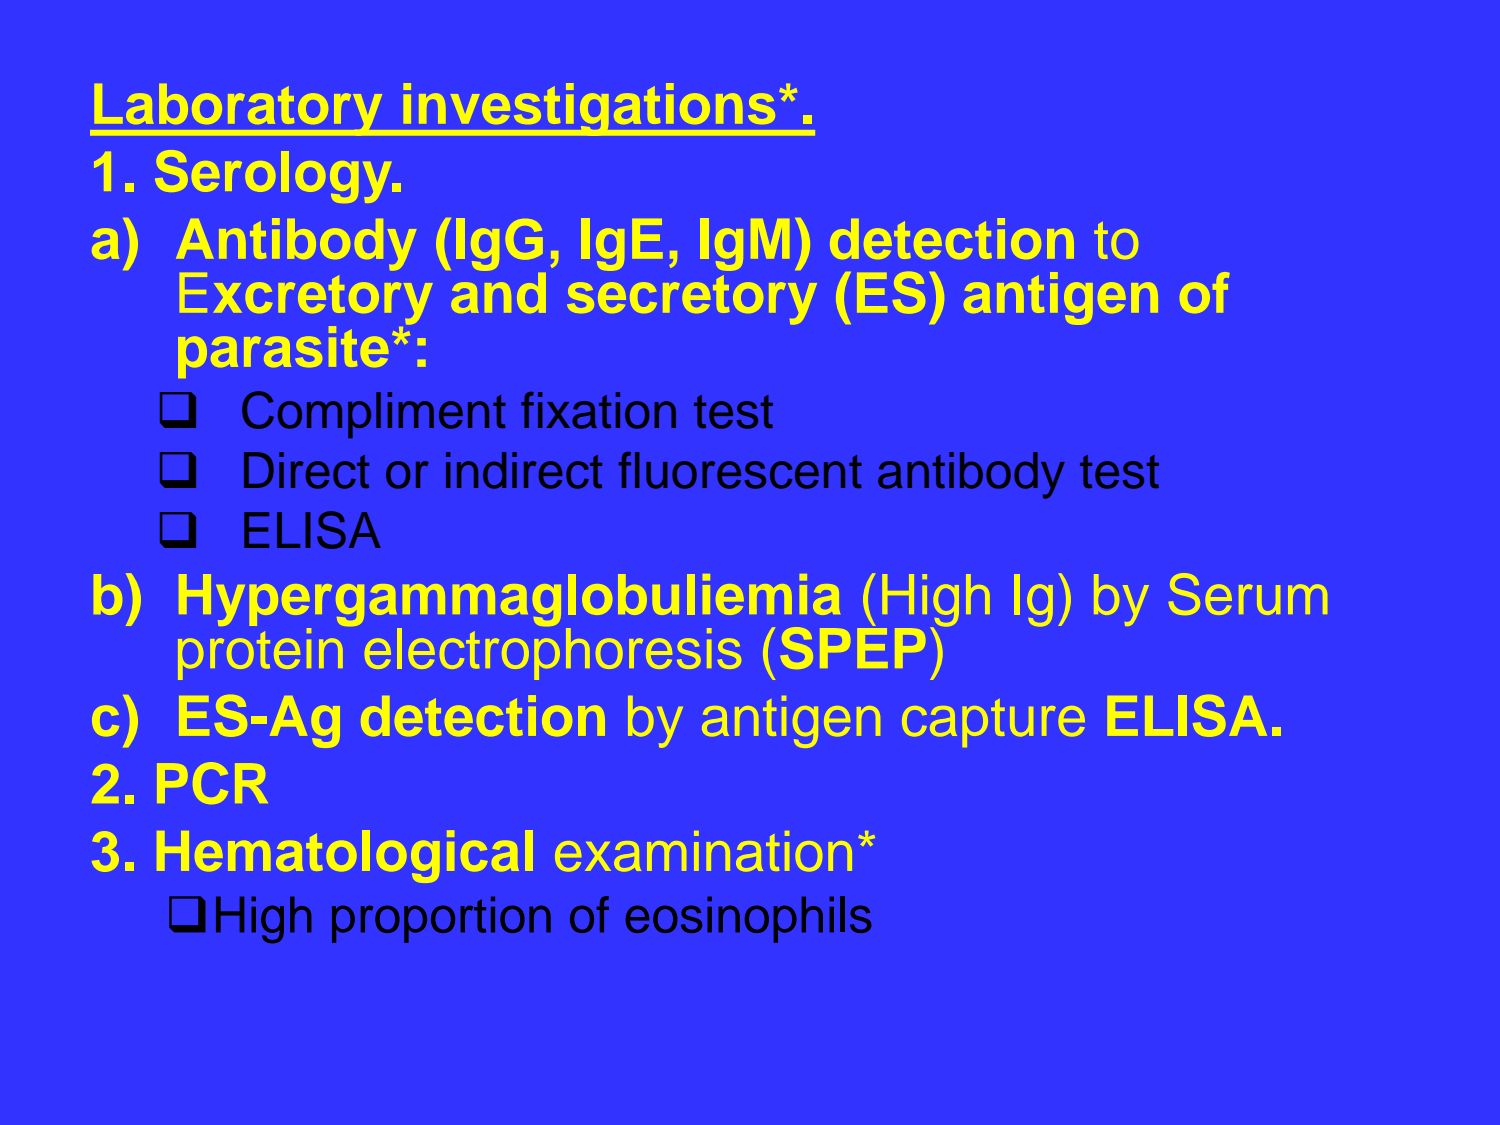 Laboratory investigations*.
1. Serology.
a) Antibody (IgG, IgE, IgM) detection to
Excretory and secretory (ES) antigen of
parasite*:
❑ Compliment fixation test
❑ Direct or indirect fluorescent antibody test
❑ ELISA
b) Hypergammaglobuliemia (High Ig) by Serum
protein electrophoresis (SPEP)
c) ES-Ag detection by antigen capture ELISA.
2. PCR
3. Hematological examination*
❑High proportion of eosinophils